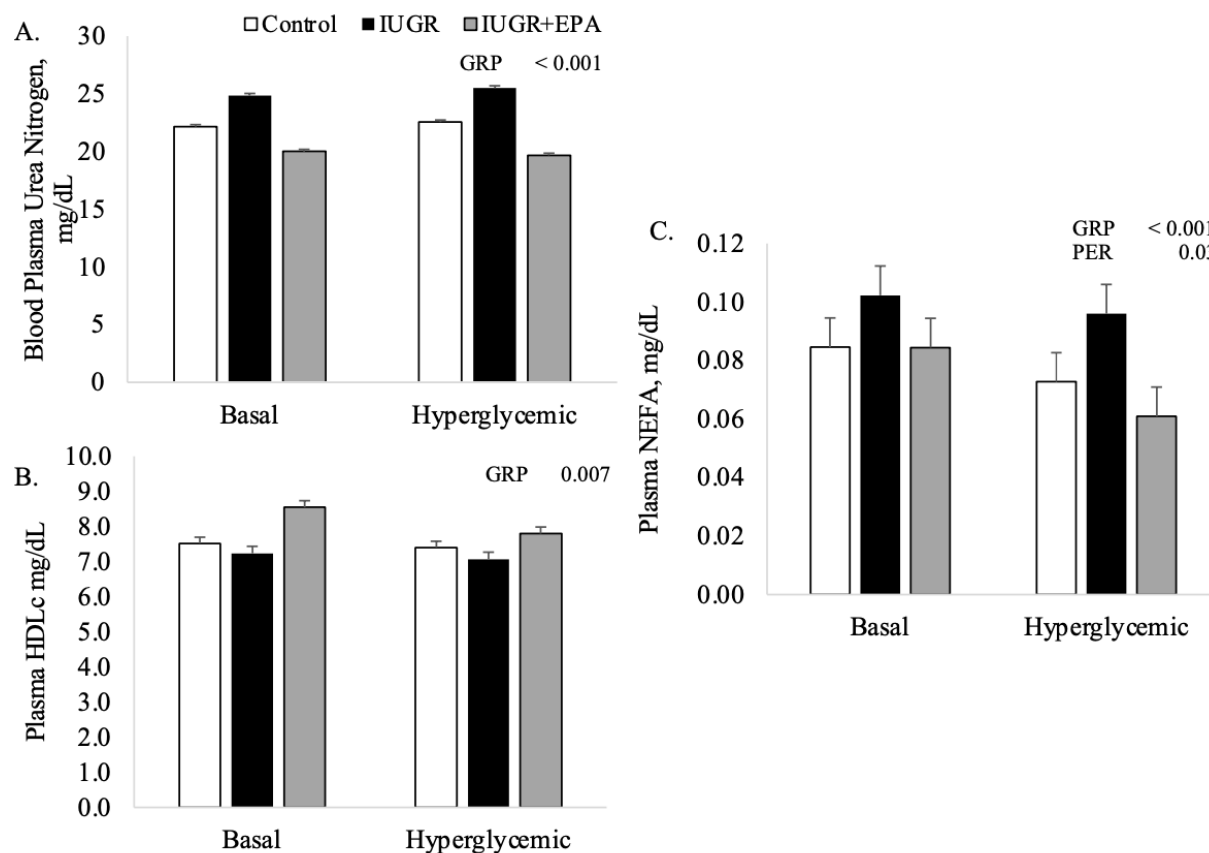 A.
Control IUGR IUGR+EPA
GRP < 0.001
Blood Plasma Urea Nitrogen,
mg/dL
30
25
20
15
10
5
0
Basal Hyperglycemic
B.
GRP 0.007
Plasma HDLc mg/dL
10.0
9.0
8.0
7.0
6.0
5.0
4.0
3.0
2.0
1.0
0.0
Basal Hyperglycemic
C.
GRP < 0.001
PER
Plasma NEFA, mg/dL
0.12
0.10
0.08
0.06
0.04
0.02
0.00
Basal Hyperglycemic